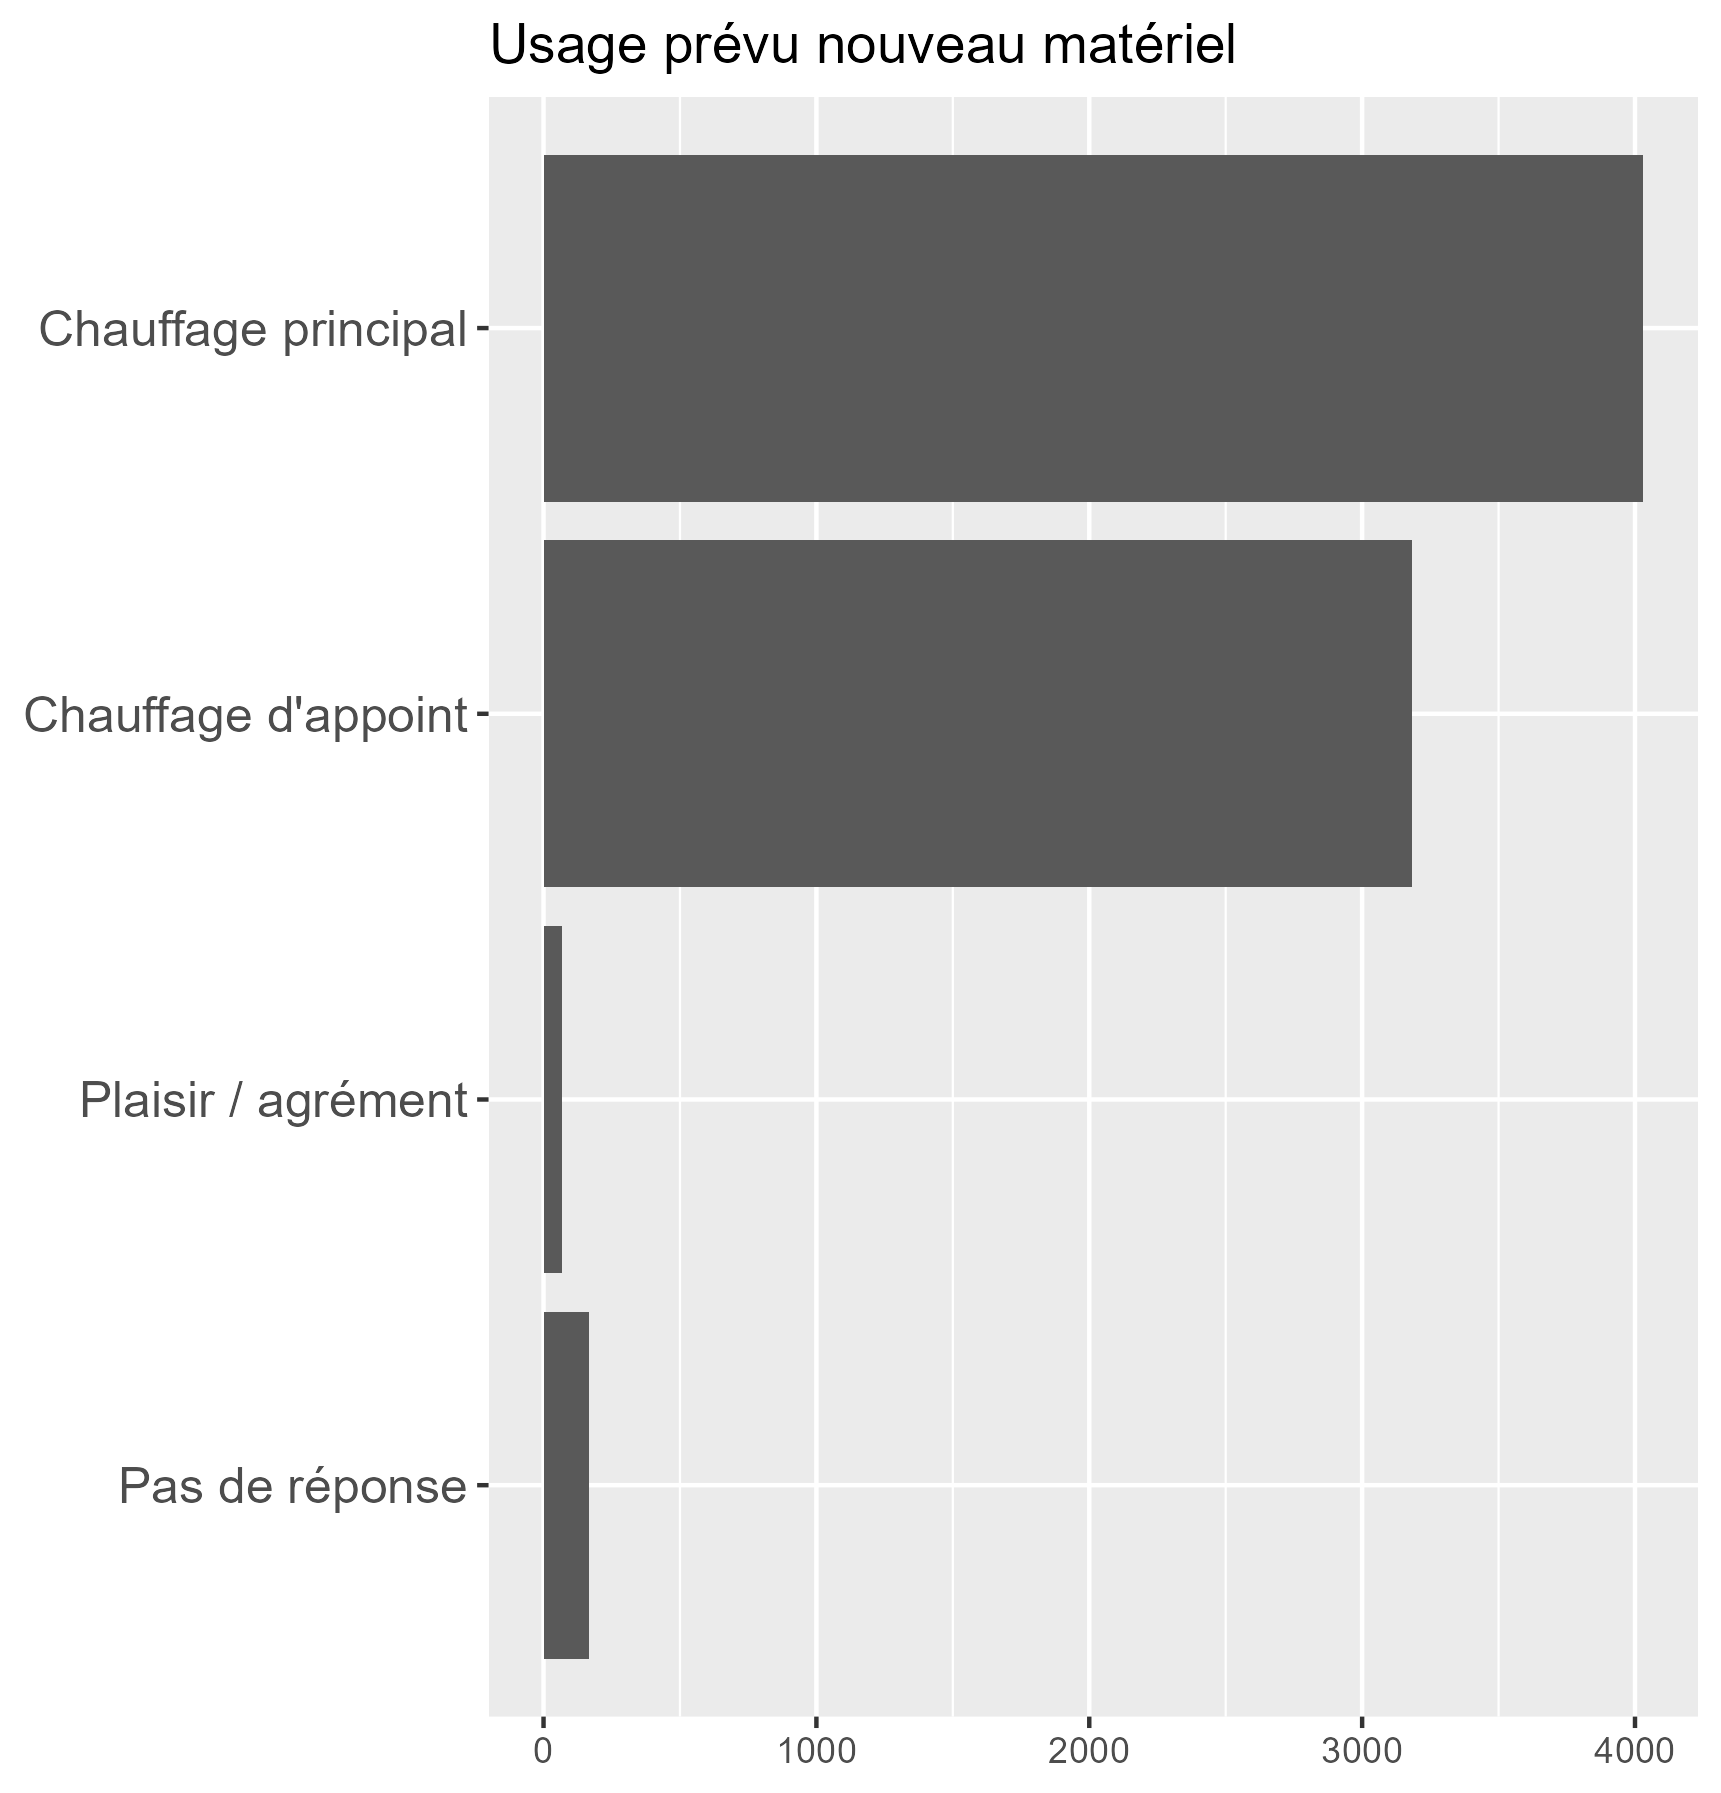 Usage prévu nouveau matériel
Chauffage principal
Chauffage d'appoint
Plaisir / agrément
Pas de réponse
0 1000 2000 3000 4000